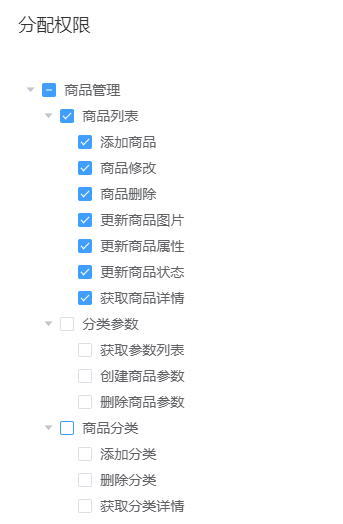 分配权限
商品管理
商品列表
添加商品
商品修改
商品删除
更新商品图片
更新商品属性
更新商品状态
获取商品详情
分类参数
获取参数列表
创建商品参数
删除商品参数
商品分类
添加分类
删除分类
获取分类详情